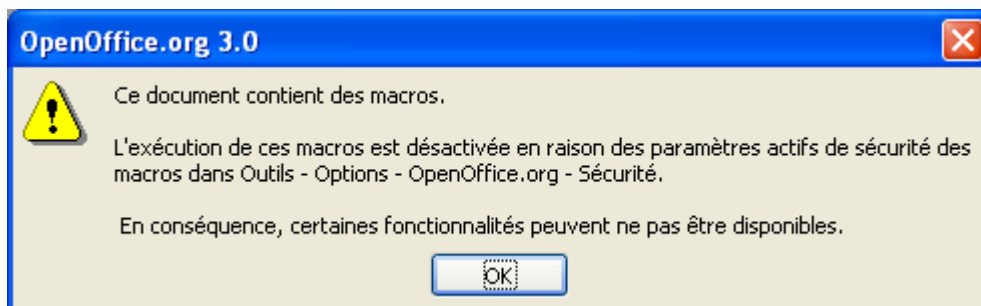 OpenOffice.org 3.0
Ce document contient des macros.
L'exécution de ces macros est désactivée en raison des paramètres actifs de sécurité des
macros dans Outils - Options - OpenOffice.org - Sécurité.
En conséquence, certaines fonctionnalités peuvent ne pas être disponibles.
OK